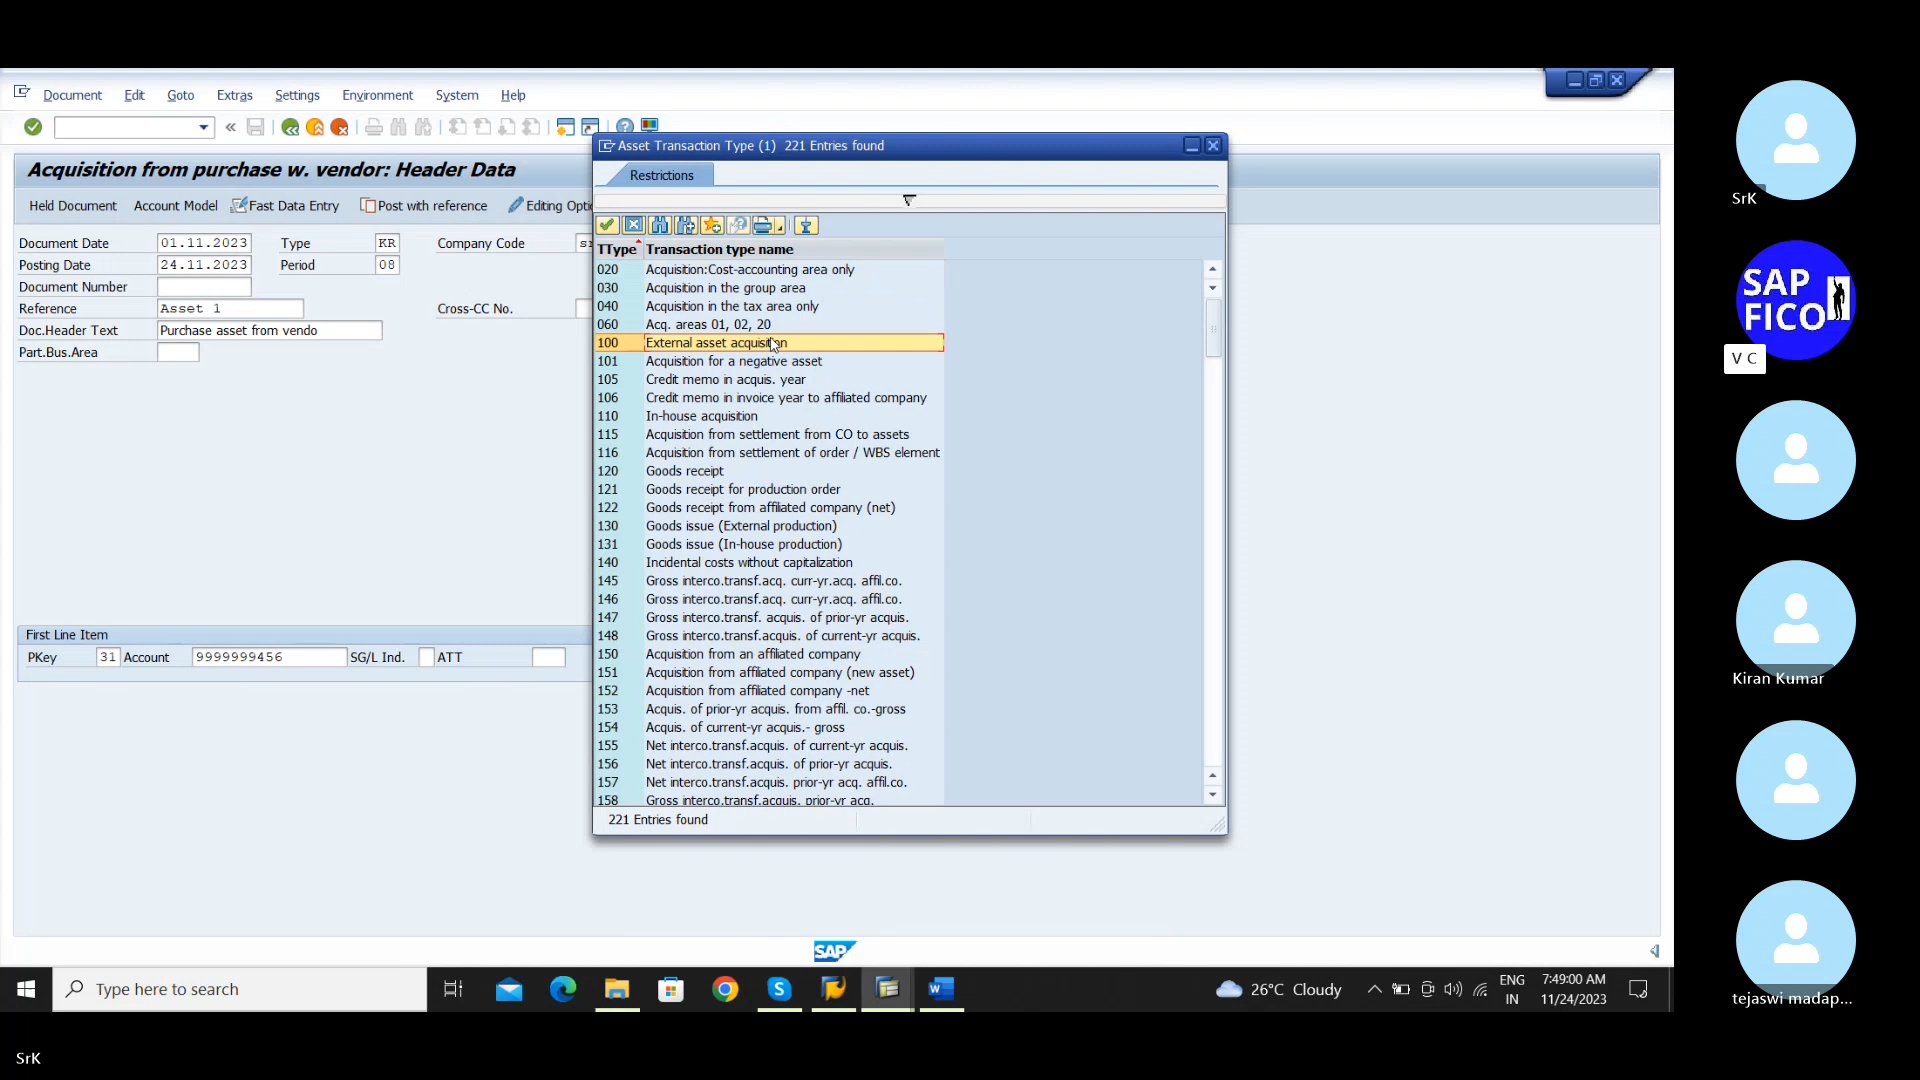 Document Edit Goto Extras Settings Environment System Help
Acquisition from purchase w. vendor: Header Data
Held Document Account Model Fast Data Entry Post with reference
Document Date 01.11.2023 Type KR Company Code
Posting Date 24.11.2023 Period 08
Document Number
Reference Asset 1 Cross-CC No.
Doc.Header Text Purchase asset from vendo
Part.Bus.Area
First Line Item
PKey 31 Account 9999999456 SG/L Ind. ATT
Asset Transaction Type (1) 221 Entries found
Restrictions
TType Transaction type name
020 Acquisition:Cost-accounting area only
030 Acquisition in the group area
040 Acquisition in the tax area only
060 Acq. areas 01, 02, 20
100 External asset acquisition
101 Acquisition for a negative asset
105 Credit memo in acquis. year
106 Credit memo in invoice year to affiliated company
110 In-house acquisition
115 Acquisition from settlement from CO to assets
116 Acquisition from settlement of order / WBS element
120 Goods receipt
121 Goods receipt for production order
122 Goods receipt from affiliated company (net)
130 Goods issue (External production)
131 Goods issue (In-house production)
140 Incidental costs without capitalization
145 Gross interco.transf.acq. curr-yr.acq. affil.co.
146 Gross interco.transf.acq. curr-yr.acq. affil.co.
147 Gross interco.transf. acquis. of prior-yr acquis.
148 Gross interco.transf.acquis. of current-yr acquis.
150 Acquisition from an affiliated company
151 Acquisition from affiliated company (new asset)
152 Acquisition from affiliated company -net
153 Acquis. of prior-yr acquis. from affil. co.-gross
154 Acquis. of current-yr acquis.- gross
155 Net interco.transf.acquis. of current-yr acquis.
156 Net interco.transf.acquis. of prior-yr acquis.
157 Net interco.transf.acquis. prior-yr acq. affil.co.
158 Gross interco.transf.acquis. prior-yr acq.
221 Entries found
SAP
Type here to search
26°C Cloudy
ENG
IN
7:49:00 AM
11/24/2023
SrK
SAP
FICO
V C
Kiran Kumar
tejaswi madap...
SrK